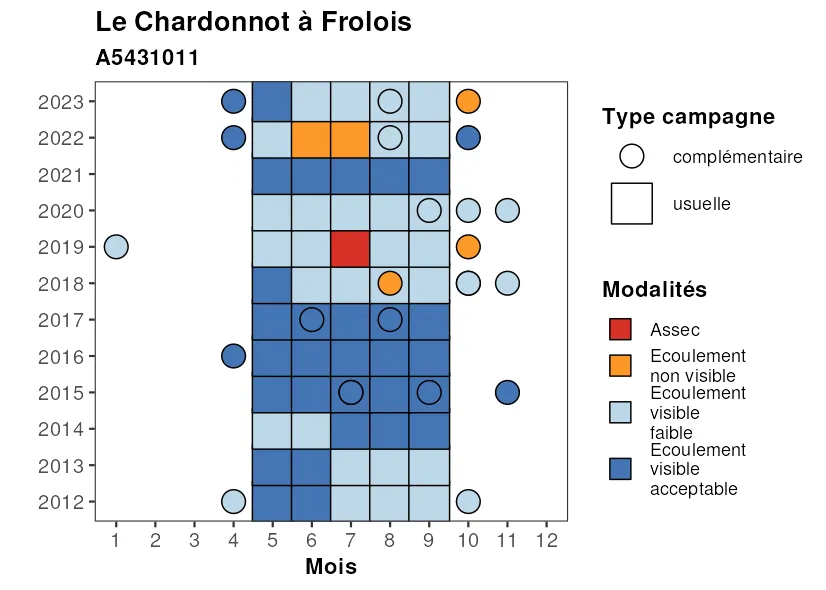 Le Chardonnot à Frolois
A5431011
2023
2022
2021
2020
2019
2018
2017
2016
2015
2014
2013
2012
1 2 3 4 5 6 7 8 9 10 11 12
Mois
Type campagne
complémentaire
usuelle
Modalités
Assec
Ecoulement
non visible
Ecoulement
visible
faible
Ecoulement
visible
acceptable